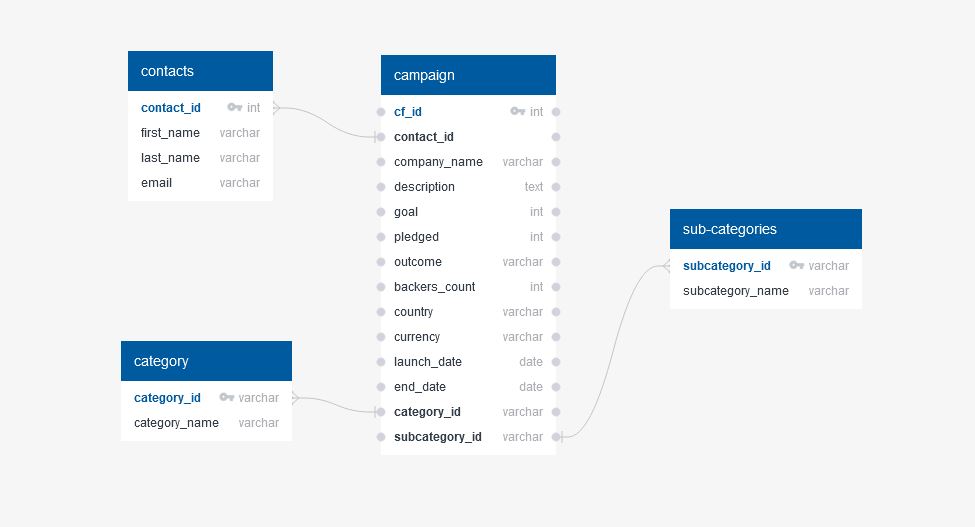 contacts
contact_id int
first_name varchar
last_name varchar
email varchar
campaign
cf_id int
contact_id
company_name varchar
description text
goal int
pledged int
outcome varchar
backers_count int
country varchar
currency varchar
launch_date date
end_date date
category_id varchar
subcategory_id varchar
sub-categories
subcategory_id varchar
subcategory_name varchar
category
category_id varchar
category_name varchar